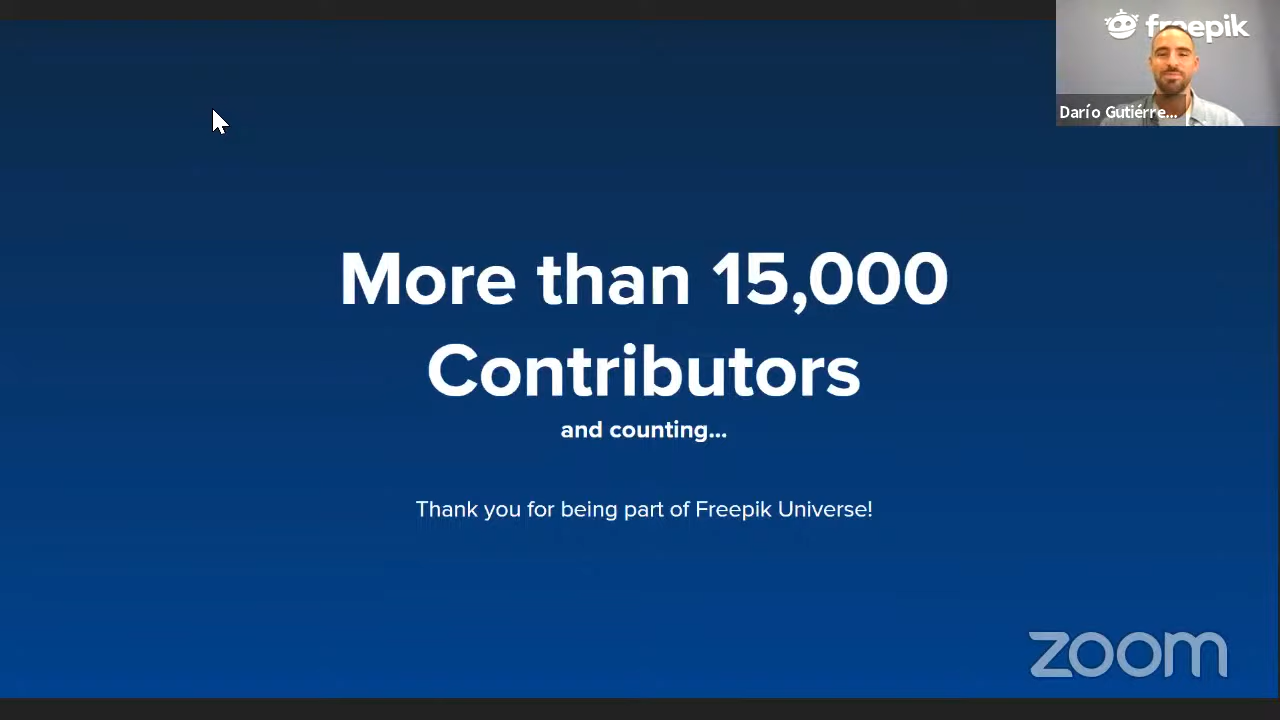 freepik
Darío Gutiérre...
More than 15,000
Contributors
and counting...
Thank you for being part of Freepik Universe!
zoom